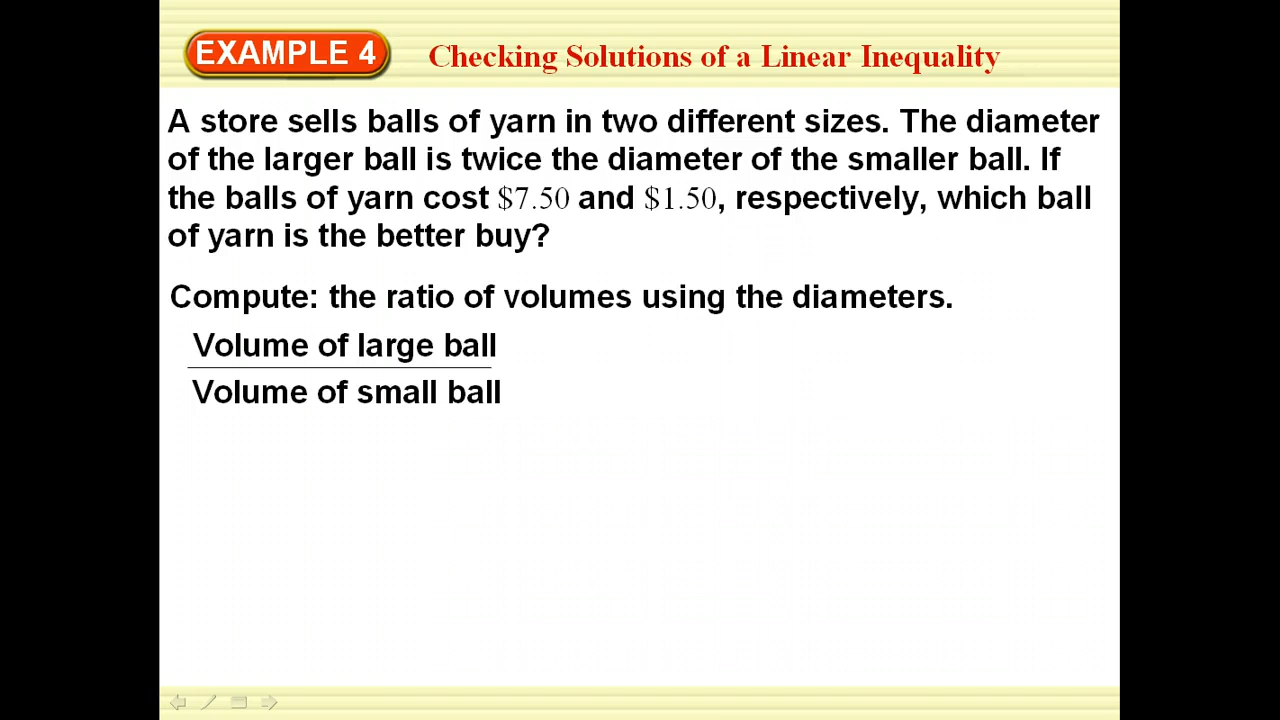 EXAMPLE 4 Checking Solutions of a Linear Inequality
A store sells balls of yarn in two different sizes. The diameter
of the larger ball is twice the diameter of the smaller ball. If
the balls of yarn cost $7.50 and $1.50, respectively, which ball
of yarn is the better buy?
Compute: the ratio of volumes using the diameters.
Volume of large ball
Volume of small ball